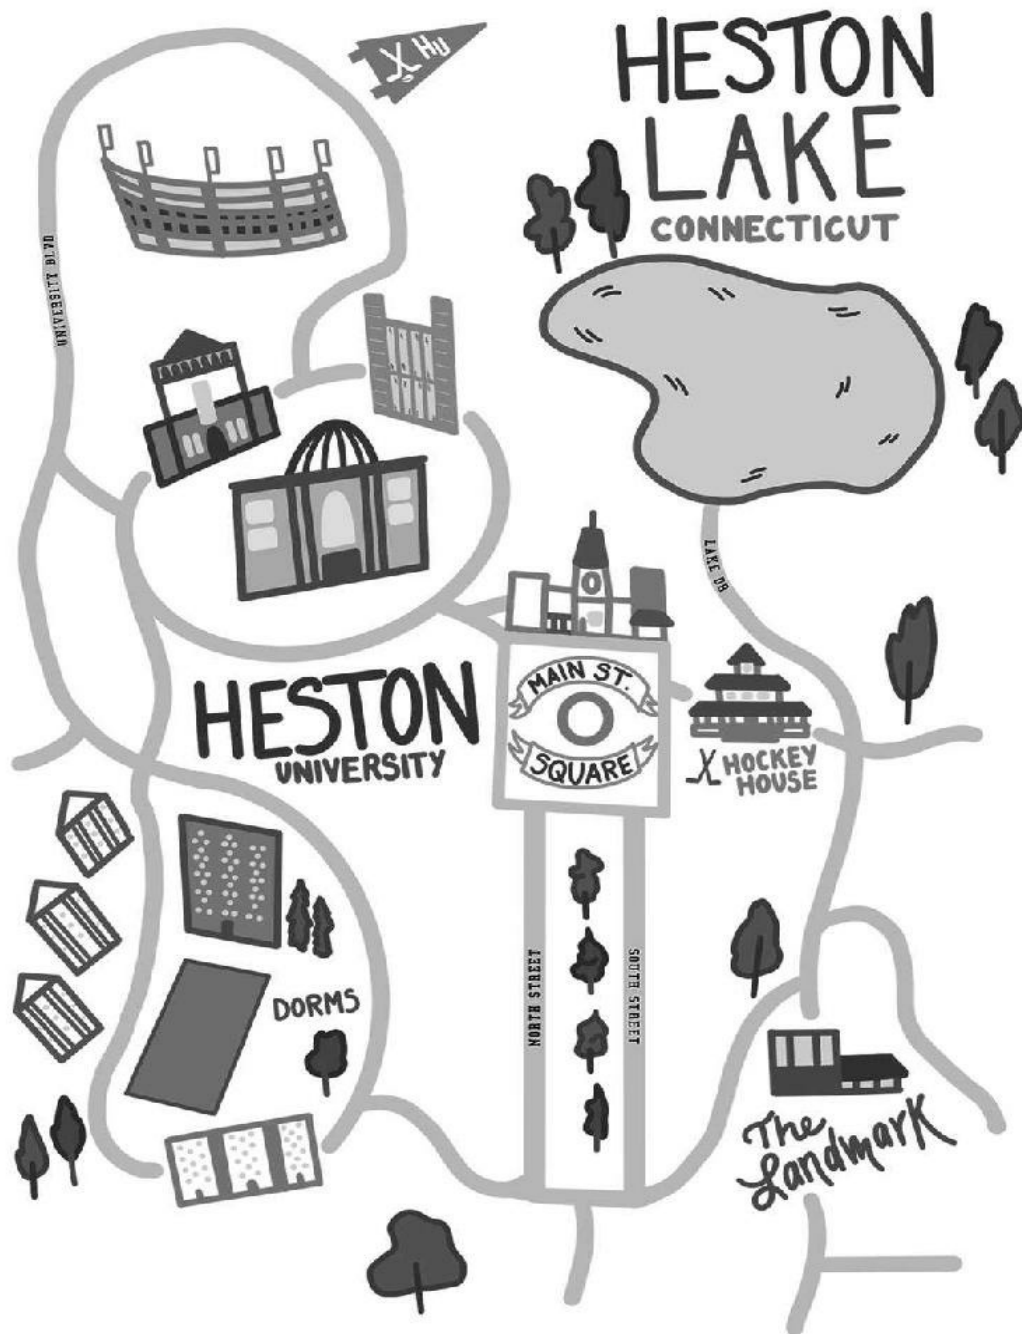 HU
HESTON
LAKE
CONNECTICUT
UNIVERSITY BLVD
LAKE DR
MAIN ST.
SQUARE
HESTON
UNIVERSITY
HOCKEY
HOUSE
NORTH STREET
SOUTH STREET
DORMS
The
Landmark